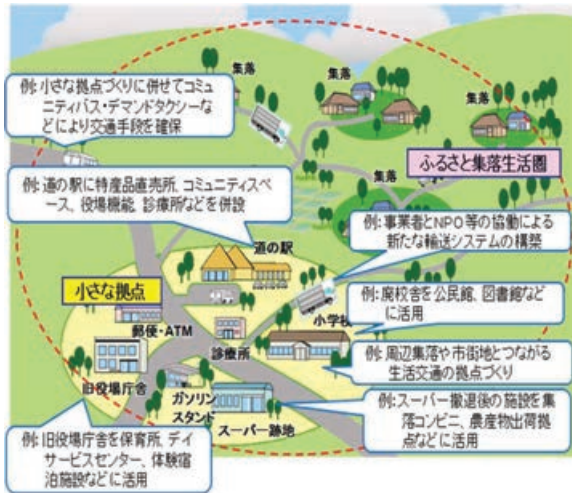 集落
集落
集落
例：小さな拠点づくりに併せてコミュ
ニティバス・デマンドタクシーな
どにより交通手段を確保
ふるさと集落生活圏
例：道の駅に特産品直売所、コミュニティスペ
ース、役場機能、診療所などを併設
集落
例：事業者とNPO等の協働による
新たな輸送システムの構築
道の駅
小さな拠点
例：廃校舎を公民館、図書館など
に活用
小学校
郵便・ATM
診療所
例：周辺集落や市街地とつながる
生活交通の拠点づくり
旧役場庁舎
ガソリン
スタンド
スーパー跡地
例：スーパー撤退後の施設を集
落コンビニ、農産物出荷拠
点などに活用
例：旧役場庁舎を保育所、デイ
サービスセンター、体験宿
泊施設などに活用